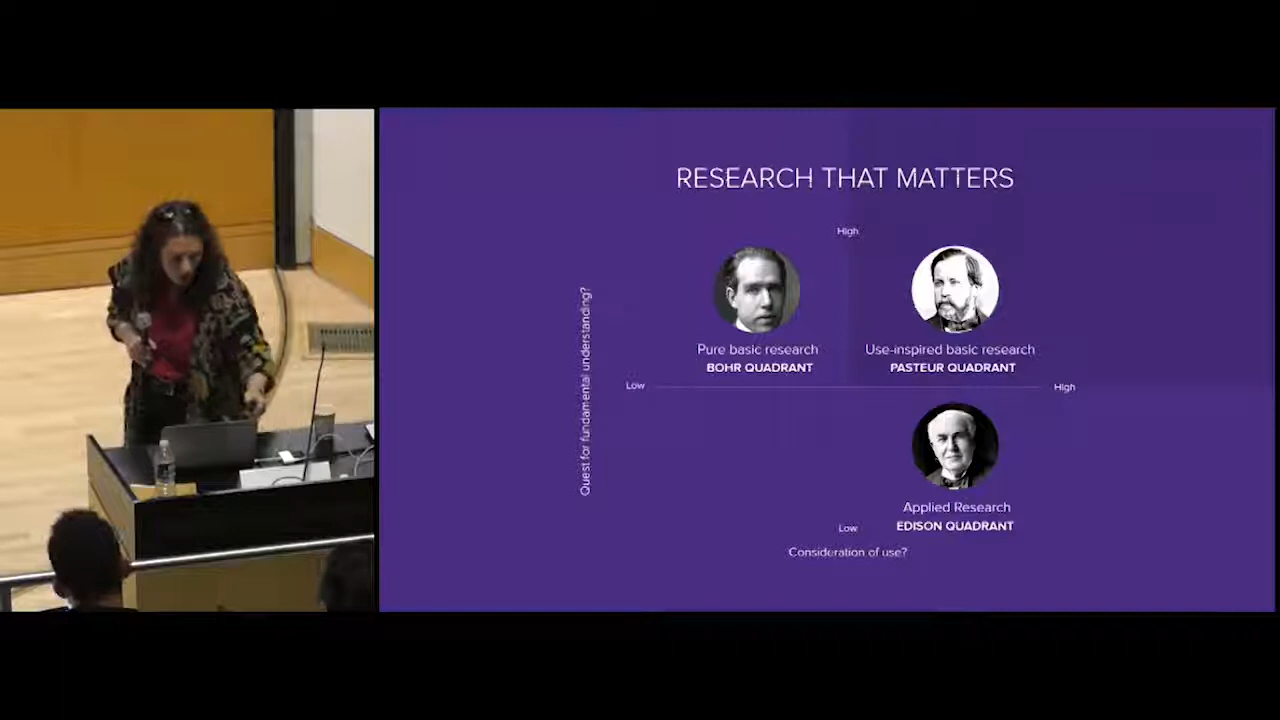 RESEARCH THAT MATTERS
High
Quest for fundamental understanding?
Pure basic research
BOHR QUADRANT
Use-inspired basic research
PASTEUR QUADRANT
Low
High
Applied Research
EDISON QUADRANT
Low
Consideration of use?